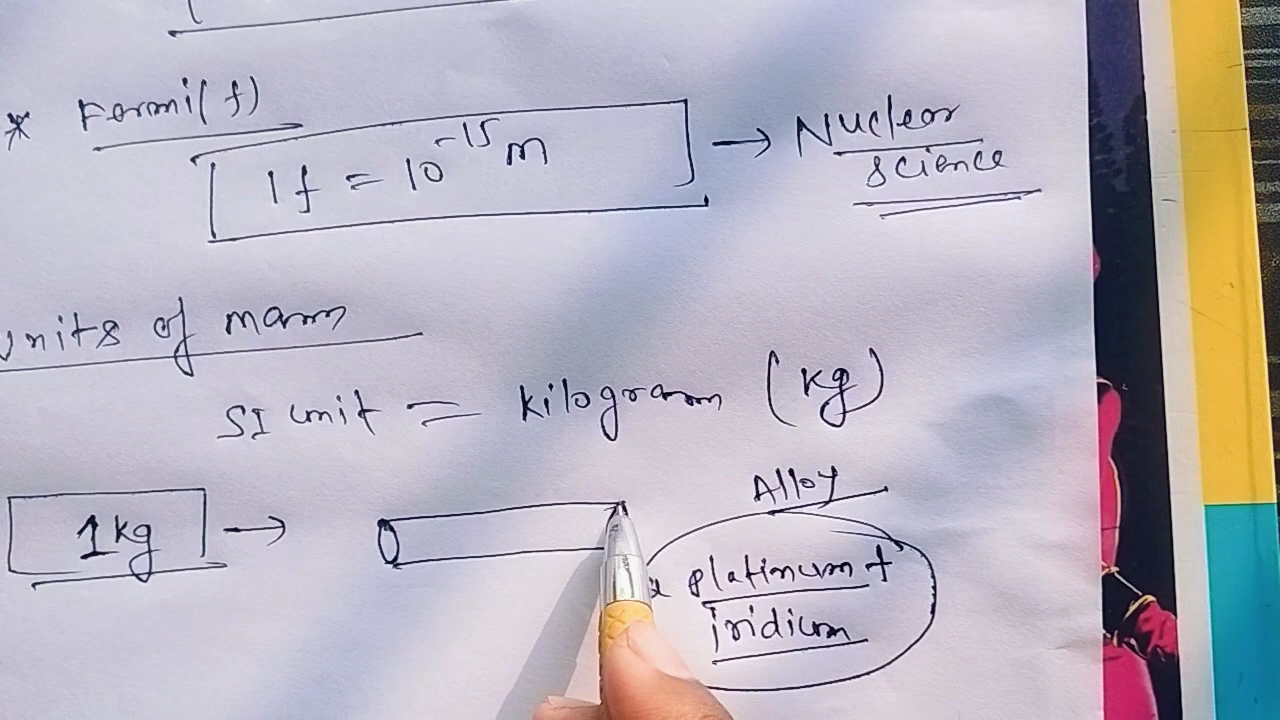 * Fermi(f)
1f = 10⁻¹⁵ m → Nuclear science
units of mass
SI unit = kilogram (kg)
Alloy
1kg →
platinum +
iridium